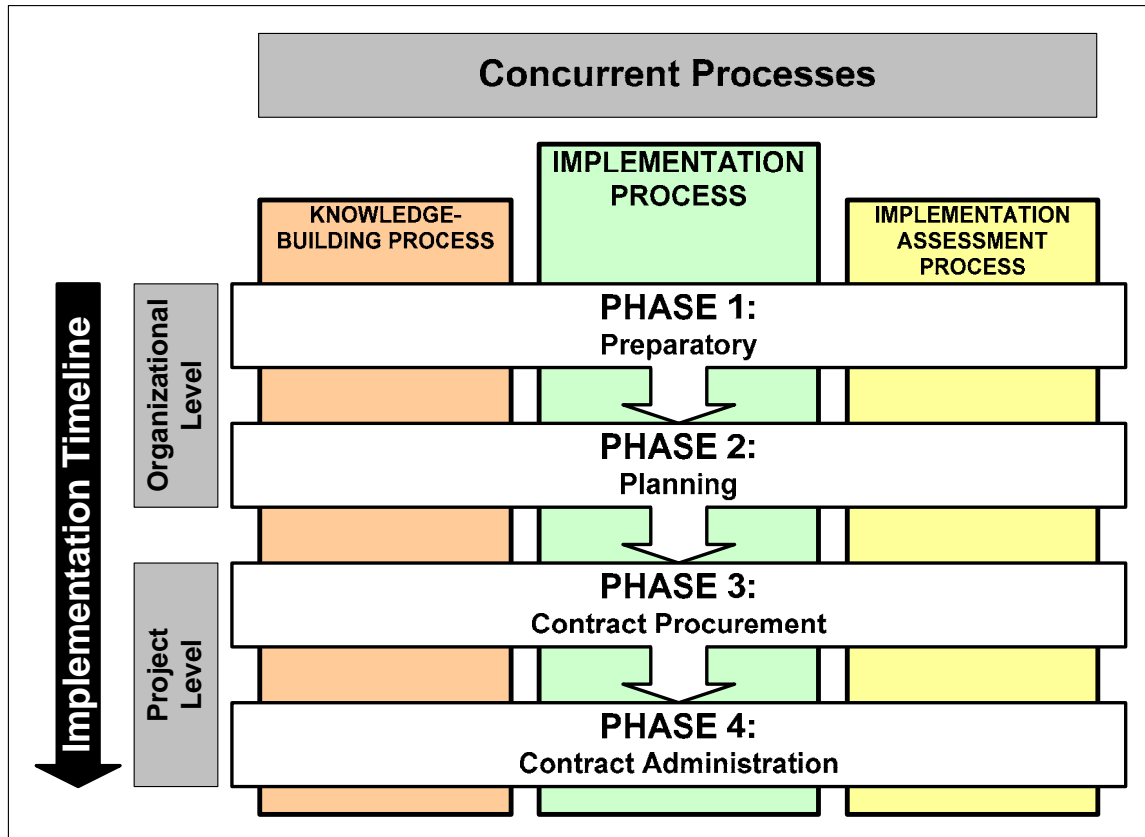 Concurrent Processes
IMPLEMENTATION
PROCESS
KNOWLEDGE-
BUILDING PROCESS
IMPLEMENTATION
ASSESSMENT
PROCESS
Implementation Timeline
Organizational
Level
PHASE 1:
Preparatory
PHASE 2:
Planning
Project
Level
PHASE 3:
Contract Procurement
PHASE 4:
Contract Administration